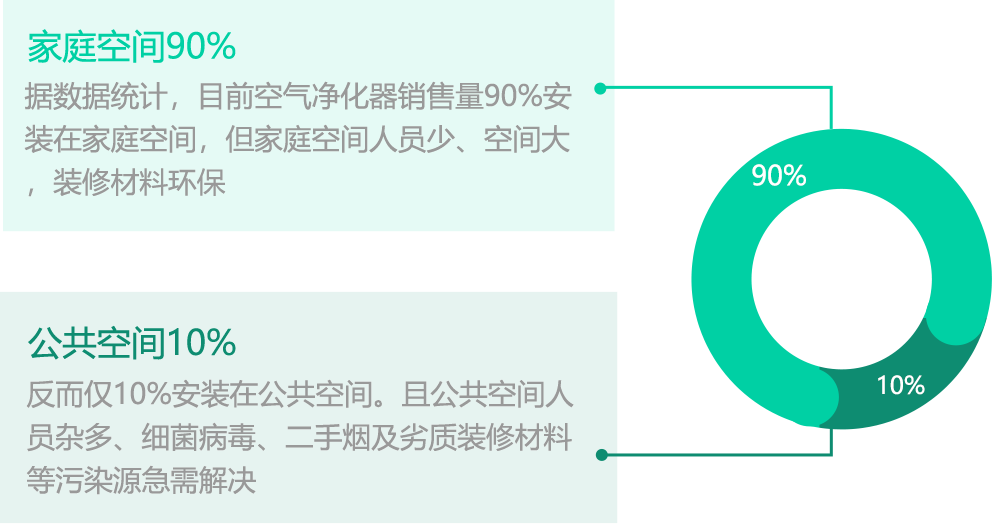 家庭空间90%
据数据统计，目前空气净化器销售量90%安
装在家庭空间，但家庭空间人员少、空间大
，装修材料环保
90%
公共空间10%
反而仅10%安装在公共空间。且公共空间人
员杂多、细菌病毒、二手烟及劣质装修材料
等污染源急需解决
10%